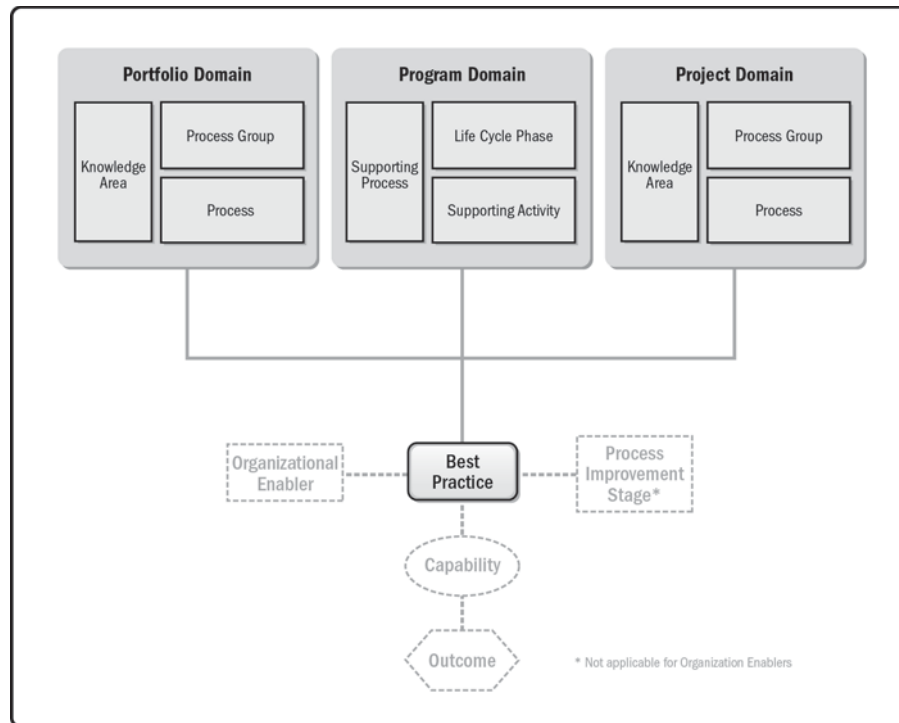 Portfolio Domain
Knowledge
Area
Process Group
Process
Program Domain
Supporting
Process
Life Cycle Phase
Supporting Activity
Project Domain
Knowledge
Area
Process Group
Process
Organizational
Enabler
Best
Practice
Process
Improvement
Stage*
Capability
Outcome
* Not applicable for Organization Enablers